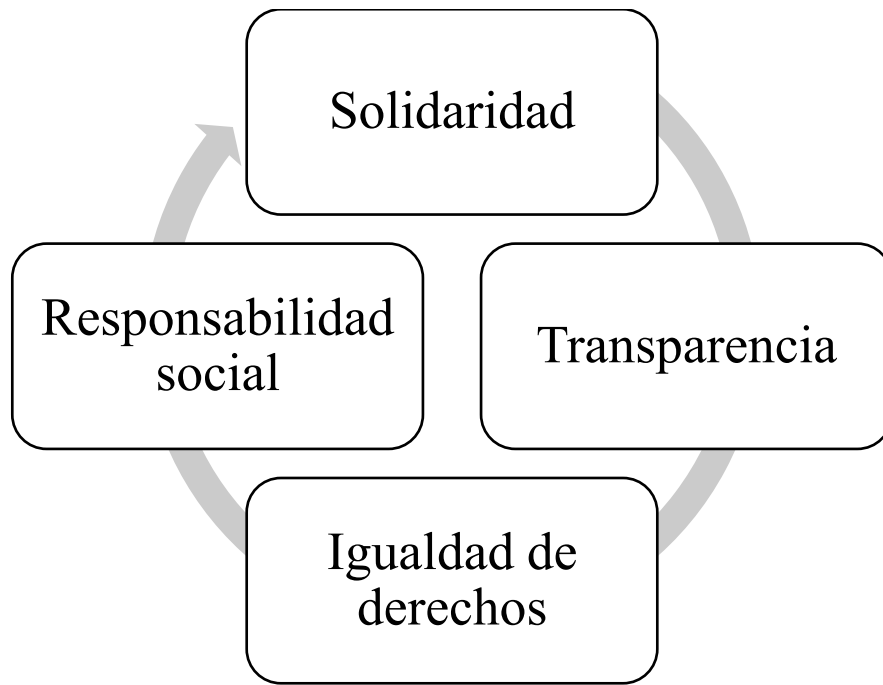 Solidaridad
Transparencia
Igualdad de
derechos
Responsabilidad
social